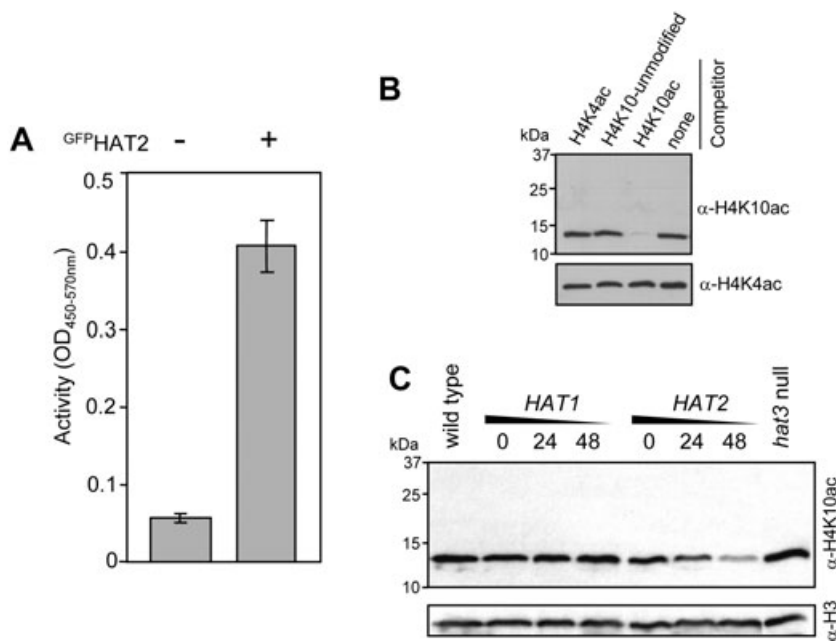 A
GFPHAT2 - +
0.5
0.4
0.3
0.2
0.1
0
Activity (OD450-570nm)
B
H4K4ac
H4K10-unmodified
H4K10ac
none
Competitor
kDa
37
25
15
10
α-H4K10ac
α-H4K4ac
C
wild type
HAT1
HAT2
hat3 null
0 24 48 0 24 48
kDa
37
25
15
10
α-H4K10ac
α-H3